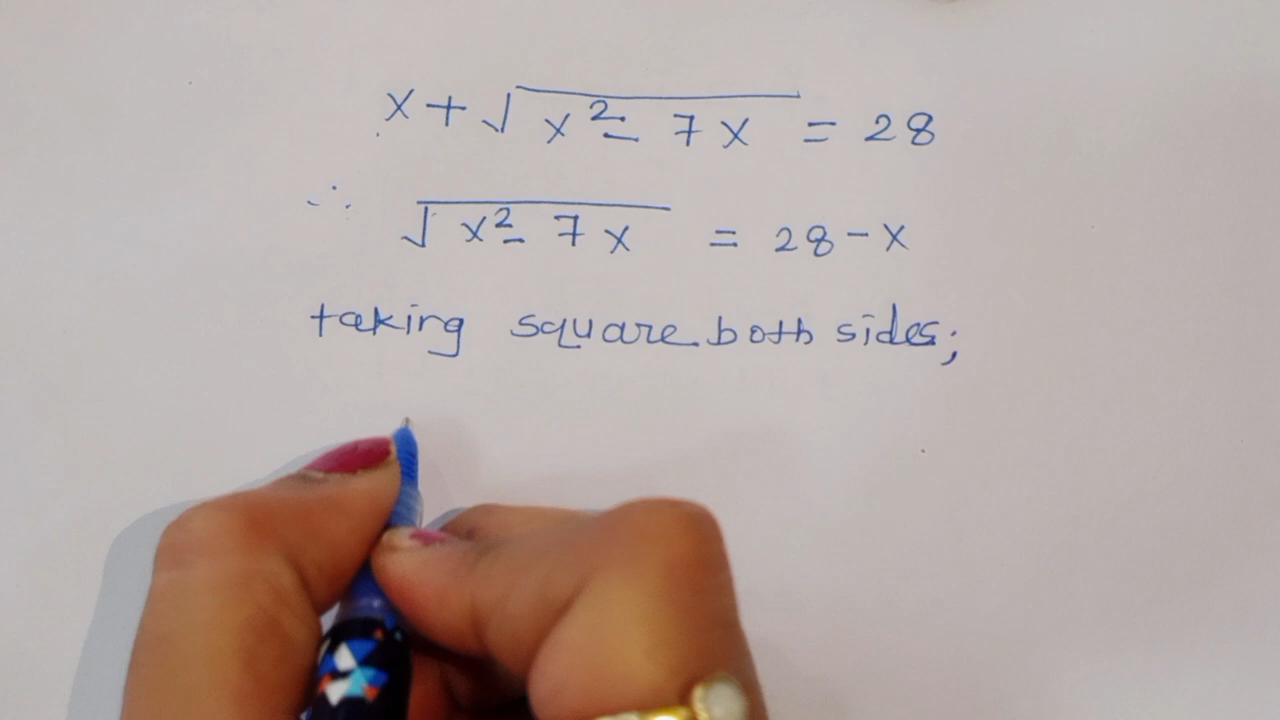 x + √x² - 7x = 28
∴ √x² - 7x = 28 - x
taking square both sides;